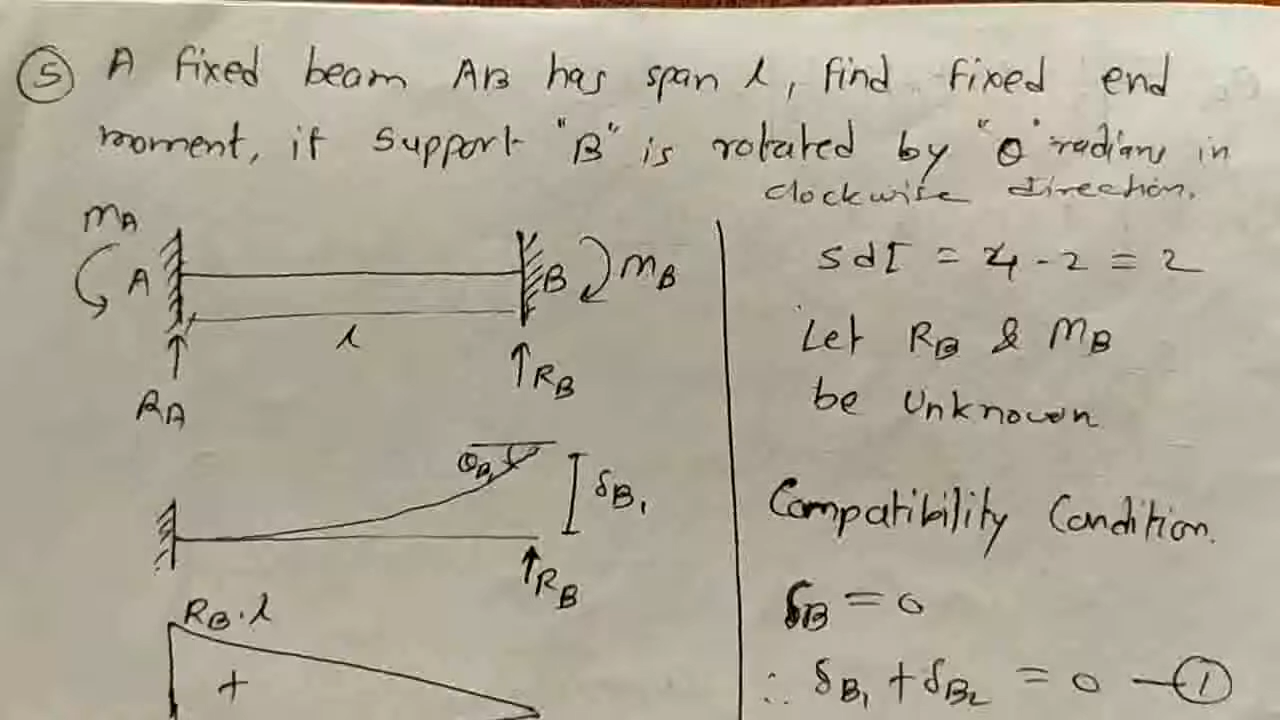 ⑤ A fixed beam AB has span l, find fixed end
moment, if support "B" is rotated by "θ" radians in
clockwise direction.
MA
A
B
MB
l
RA
RB
θB1
δB1
RB
RB.l
+
SdI = 4 - 2 = 2
Let RB & MB
be Unknown
Compatibility Condition.
δB = 0
∴ δB1 + δB2 = 0 — ①